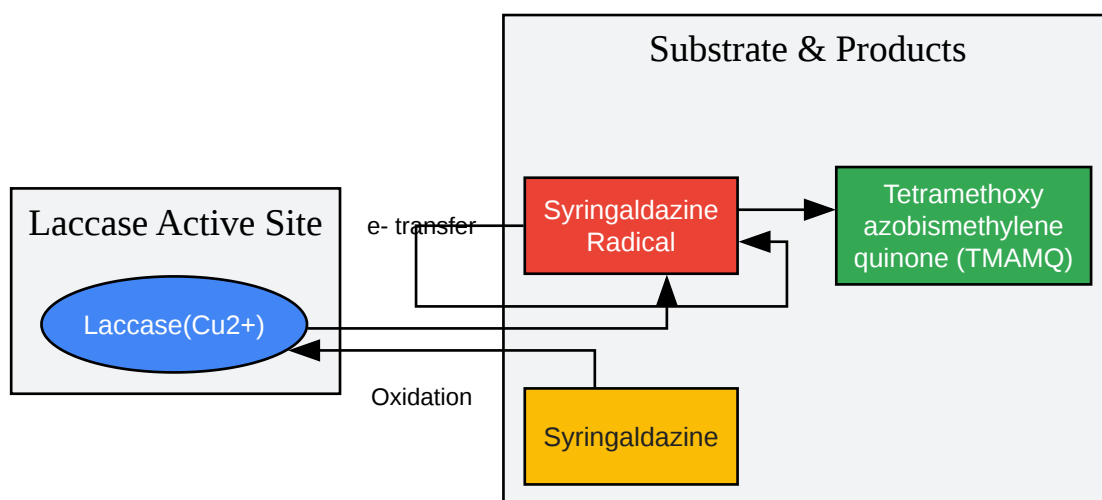 Substrate & Products
Laccase Active Site
e- transfer
Syringaldazine
Radical
Tetramethoxy
azobismethylene
quinone (TMAMQ)
Laccase(Cu2+)
Oxidation
Syringaldazine